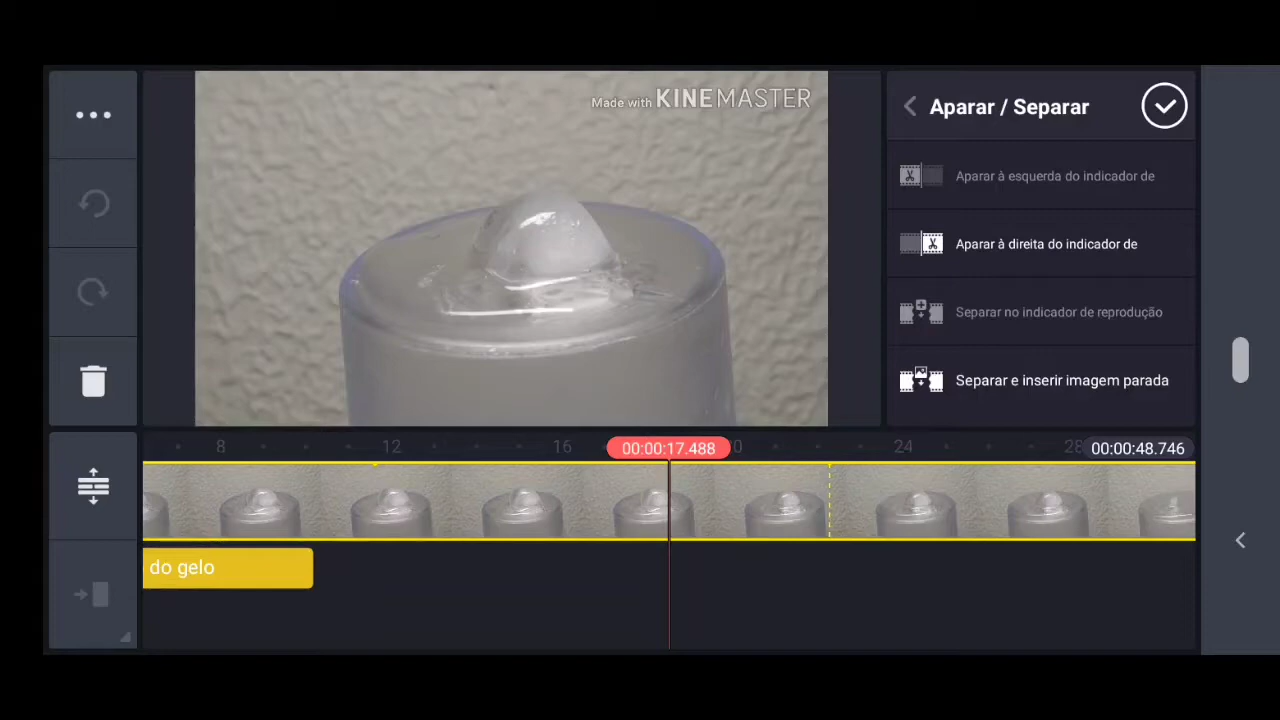 Made with KINEMASTER
Aparar / Separar
Aparar à esquerda do indicador de
Aparar à direita do indicador de
Separar no indicador de reprodução
Separar e inserir imagem parada
8
12
16
00:00:17.488
0
24
28
00:00:48.746
do gelo